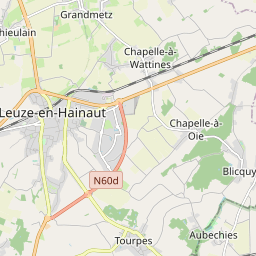 Grandmetz
hieulain
Chapelle-à-
Wattines
Leuze-en-Hainaut
Chapelle-à-
Oie
Blicquy
N60d
Aubechies
Tourpes